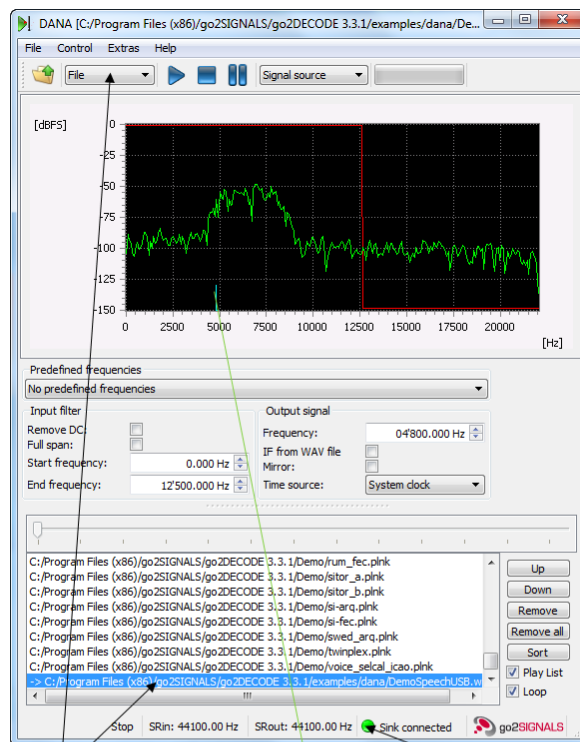 DANA [C:/Program Files (x86)/go2SIGNALS/go2DECODE 3.3.1/examples/dana/De...
File Control Extras Help
File Signal source
[dBFS]
0
-25
-50
-75
-100
-125
-150
0 2500 5000 7500 10000 12500 15000 17500 20000
[Hz]
Predefined frequencies
No predefined frequencies
Input filter
Remove DC:
Full span:
Start frequency: 0.000 Hz
End frequency: 12'500.000 Hz
Output signal
Frequency: 04'800.000 Hz
IF from WAV file
Mirror:
Time source: System clock
C:/Program Files (x86)/go2SIGNALS/go2DECODE 3.3.1/Demo/rum_fec.plnk
C:/Program Files (x86)/go2SIGNALS/go2DECODE 3.3.1/Demo/sitor_a.plnk
C:/Program Files (x86)/go2SIGNALS/go2DECODE 3.3.1/Demo/sitor_b.plnk
C:/Program Files (x86)/go2SIGNALS/go2DECODE 3.3.1/Demo/si-arq.plnk
C:/Program Files (x86)/go2SIGNALS/go2DECODE 3.3.1/Demo/si-fec.plnk
C:/Program Files (x86)/go2SIGNALS/go2DECODE 3.3.1/Demo/swed_arq.plnk
C:/Program Files (x86)/go2SIGNALS/go2DECODE 3.3.1/Demo/twinplex.plnk
C:/Program Files (x86)/go2SIGNALS/go2DECODE 3.3.1/Demo/voice_selcal_icao.plnk
-> C:/Program Files (x86)/go2SIGNALS/go2DECODE 3.3.1/examples/dana/DemoSpeechUSB.w
Up
Down
Remove
Remove all
Sort
Play List
Loop
Stop SRin: 44100.00 Hz SRout: 44100.00 Hz Sink connected go2SIGNALS